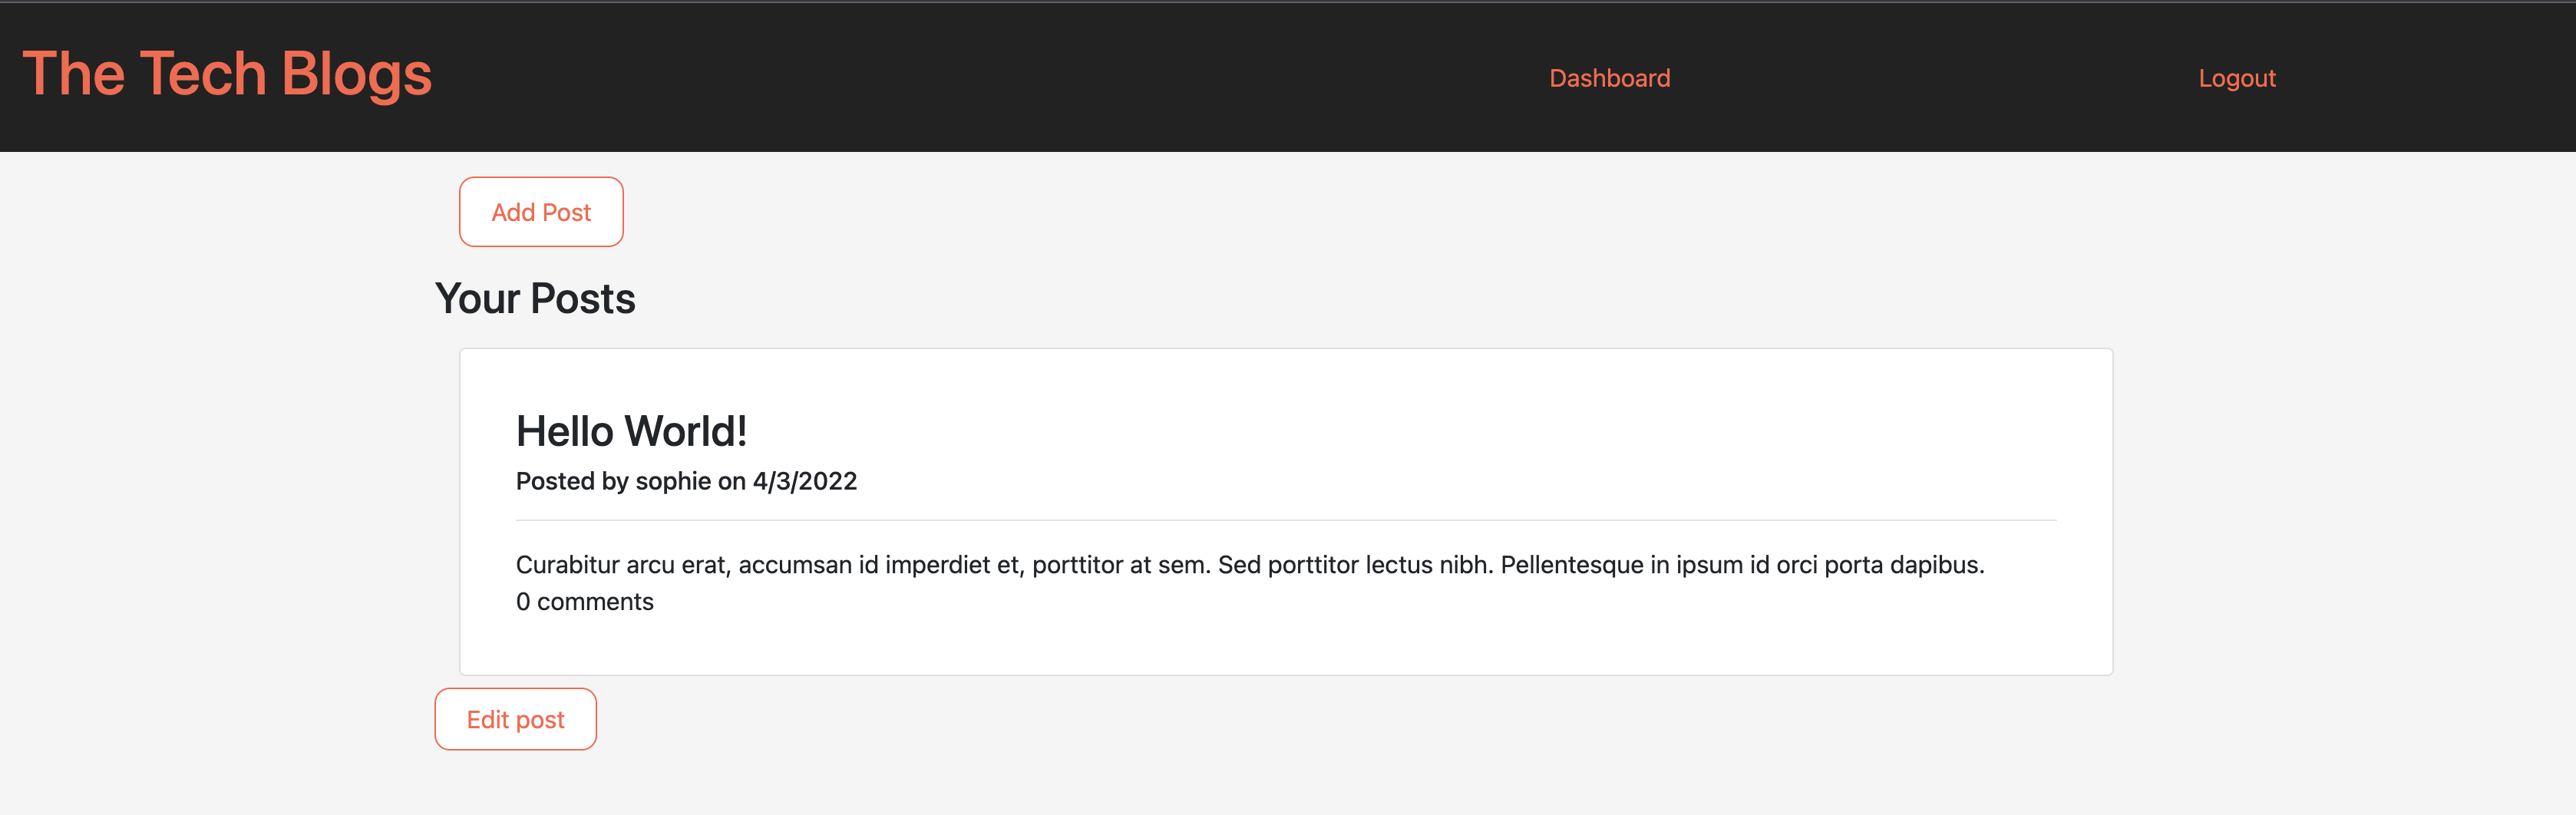 The Tech Blogs
Dashboard
Logout
Add Post
Your Posts
Hello World!
Posted by sophie on 4/3/2022
Curabitur arcu erat, accumsan id imperdiet et, porttitor at sem. Sed porttitor lectus nibh. Pellentesque in ipsum id orci porta dapibus.
0 comments
Edit post